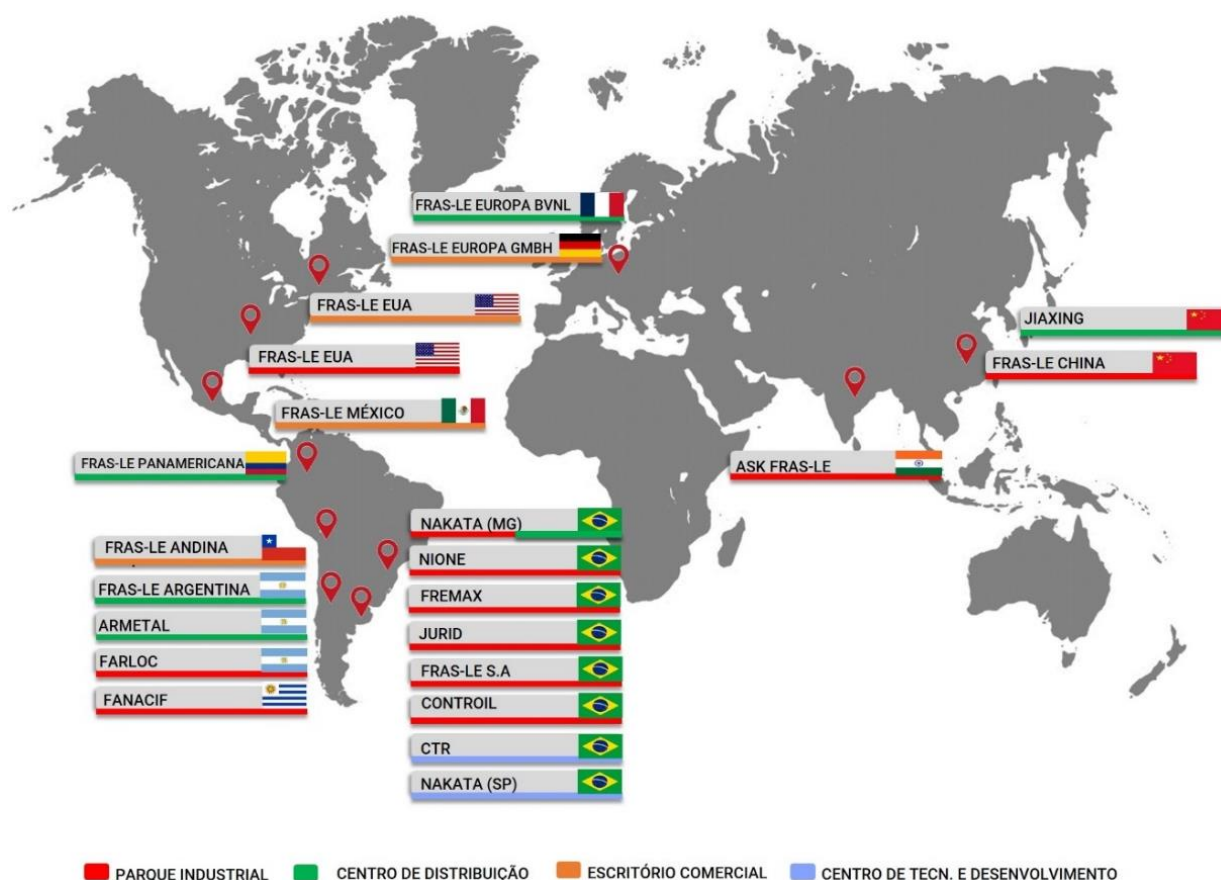 FRAS-LE EUROPA BVNL
FRAS-LE EUROPA GMBH
FRAS-LE EUA
JIAXING
FRAS-LE EUA
FRAS-LE CHINA
FRAS-LE MÉXICO
FRAS-LE PANAMERICANA
ASK FRAS-LE
FRAS-LE ANDINA
FRAS-LE ARGENTINA
ARMETAL
FARLOC
FANACIF
NAKATA (MG)
NIONE
FREMAX
JURID
FRAS-LE S.A
CONTROIL
CTR
NAKATA (SP)
PARQUE INDUSTRIAL
CENTRO DE DISTRIBUIÇÃO
ESCRITÓRIO COMERCIAL
CENTRO DE TECN. E DESENVOLVIMENTO